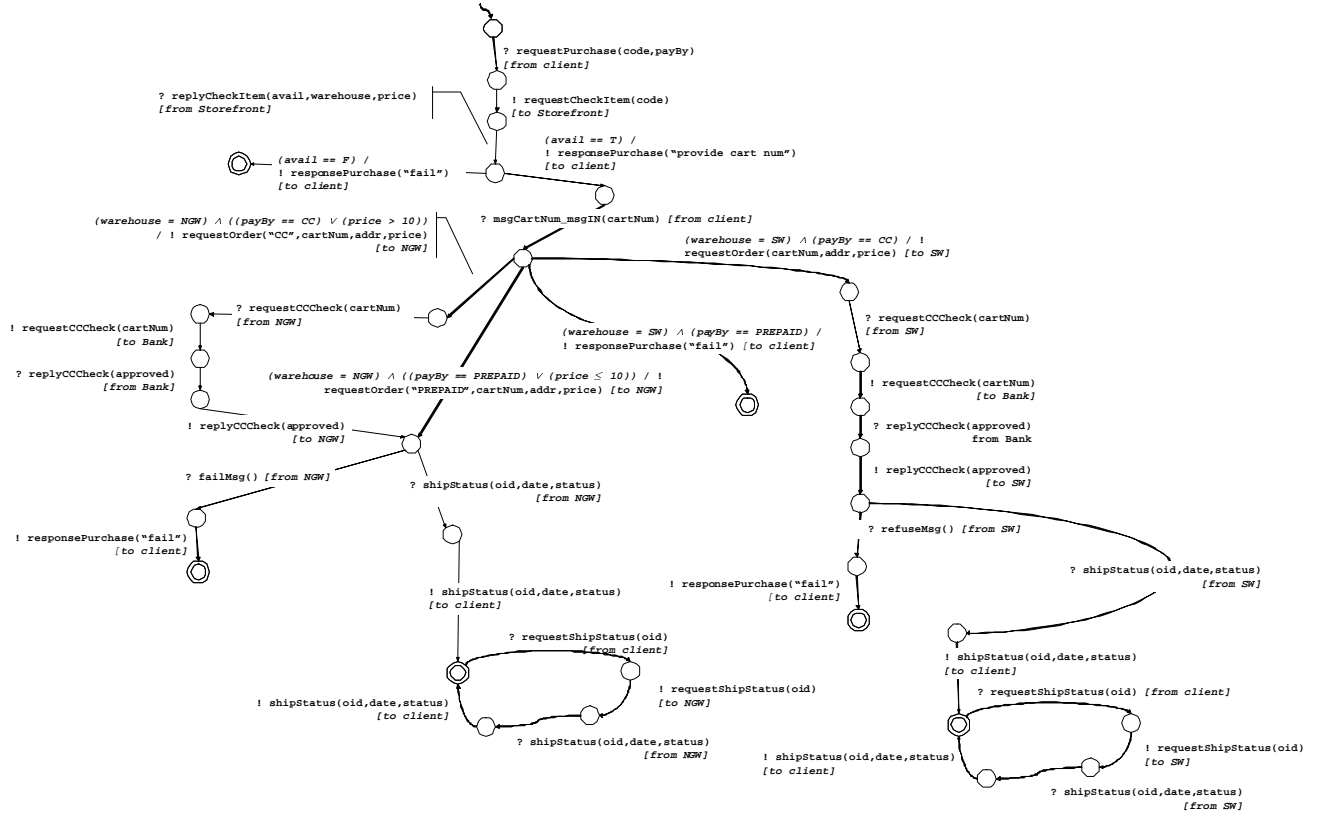 ? requestPurchase(code,payBy)
[from client]
? replyCheckItem(avail,warehouse,price)
[from Storefront]
! requestCheckItem(code)
[to Storefront]
(avail == T) /
! responsePurchase(“provide cart num”)
[to client]
(avail == F) /
! responsePurchase(“fail”)
[to client]
(warehouse = NGW) ∧ ((payBy == CC) ∨ (price > 10))
/ ! requestOrder(“CC”,cartNum,addr,price)
[to NGW]
? msgCartNum_msgIN(cartNum) [from client]
(warehouse = SW) ∧ (payBy == CC) / !
requestOrder(cartNum,addr,price) [to SW]
? requestCCCheck(cartNum)
[from NGW]
! requestCCCheck(cartNum)
[to Bank]
? replyCCCheck(approved)
[from Bank]
(warehouse = SW) ∧ (payBy == PREPAID) /
! responsePurchase(“fail”) [to client]
? requestCCCheck(cartNum)
[from SW]
(warehouse = NGW) ∧ ((payBy == PREPAID) ∨ (price ≤ 10)) / !
requestOrder(“PREPAID”,cartNum,addr,price) [to NGW]
! requestCCCheck(cartNum)
[to Bank]
! replyCCCheck(approved)
[to NGW]
? replyCCCheck(approved)
from Bank
? failMsg() [from NGW]
? shipStatus(oid,date,status)
[from NGW]
! replyCCCheck(approved)
[to SW]
! responsePurchase(“fail”)
[to client]
? refuseMsg() [from SW]
? shipStatus(oid,date,status)
[from SW]
! shipStatus(oid,date,status)
[to client]
! responsePurchase(“fail”)
[to client]
? requestShipStatus(oid)
[from client]
! shipStatus(oid,date,status)
[to client]
! requestShipStatus(oid)
[to NGW]
! shipStatus(oid,date,status)
[to client]
? shipStatus(oid,date,status)
[from NGW]
? requestShipStatus(oid) [from client]
! requestShipStatus(oid)
[to SW]
! shipStatus(oid,date,status)
[to client]
? shipStatus(oid,date,status)
[from SW]